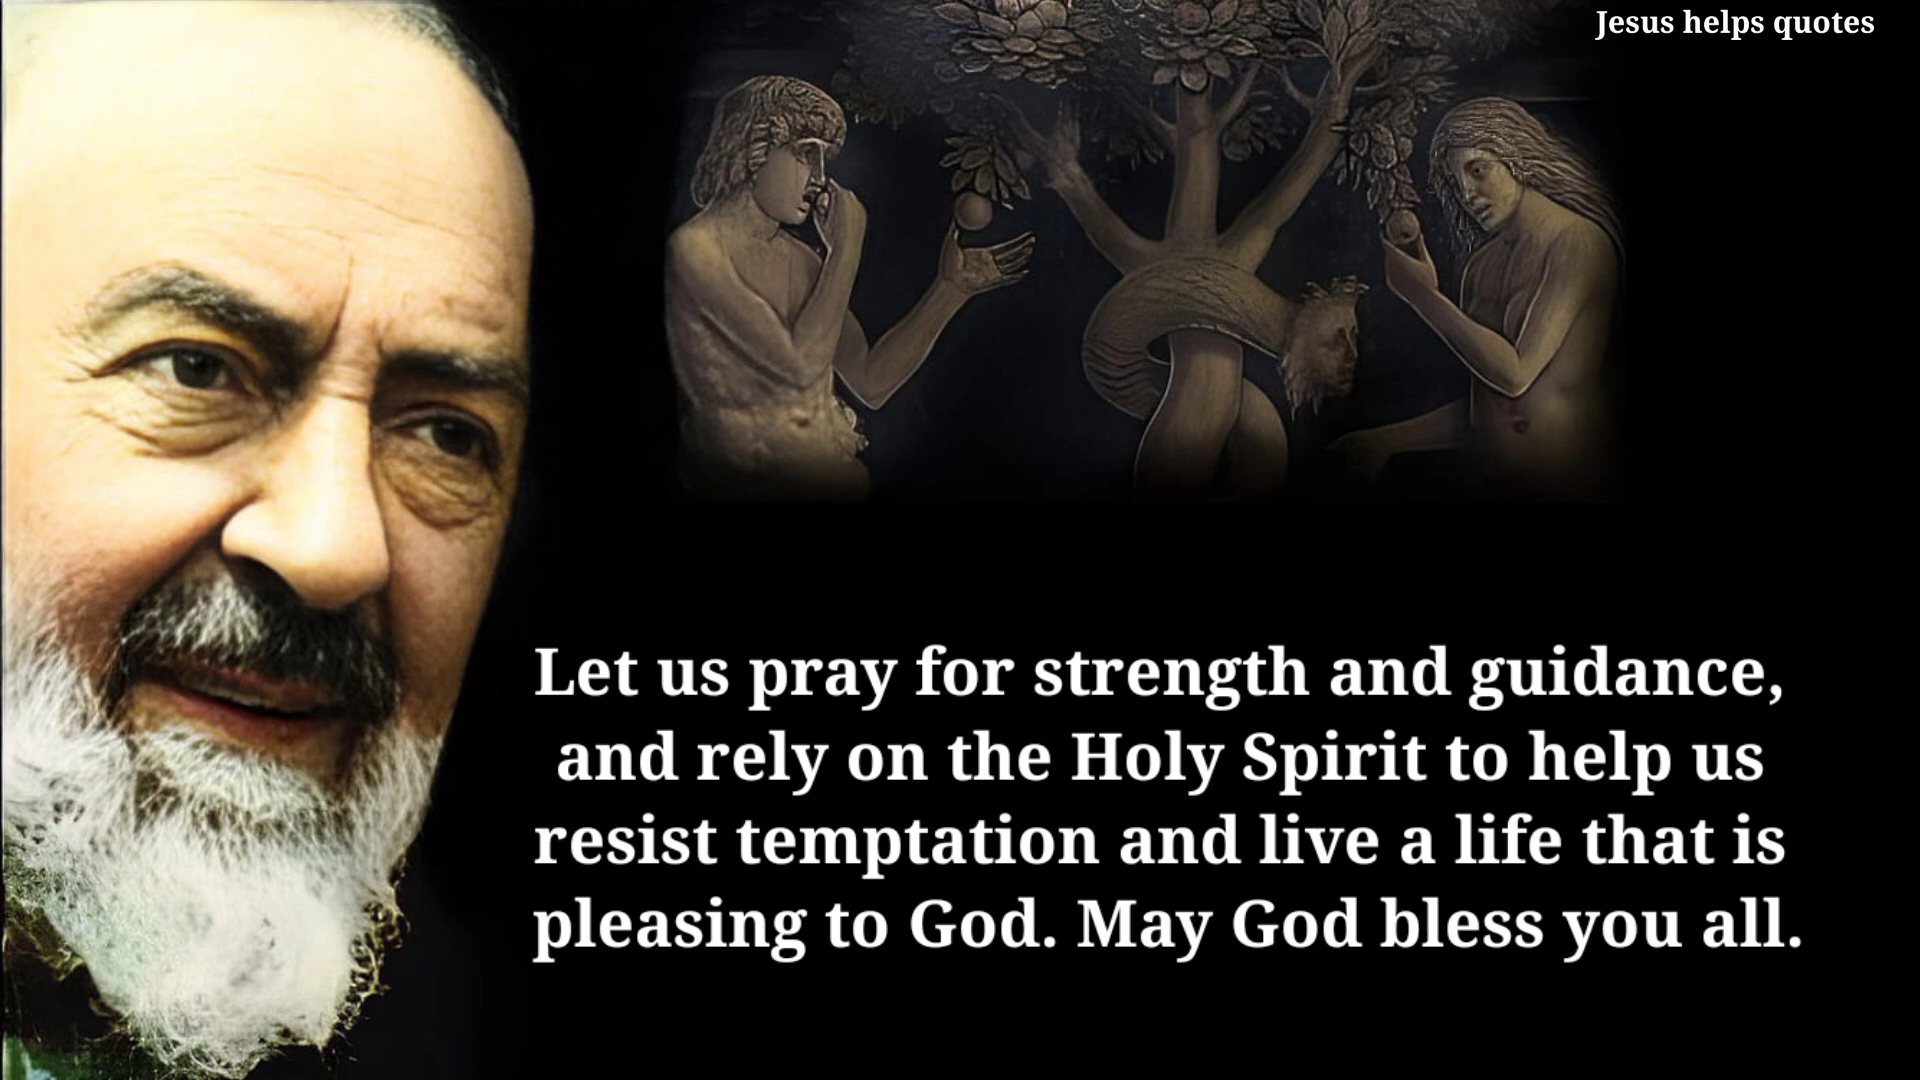 Jesus helps quotes
Let us pray for strength and guidance,
and rely on the Holy Spirit to help us
resist temptation and live a life that is
pleasing to God. May God bless you all.